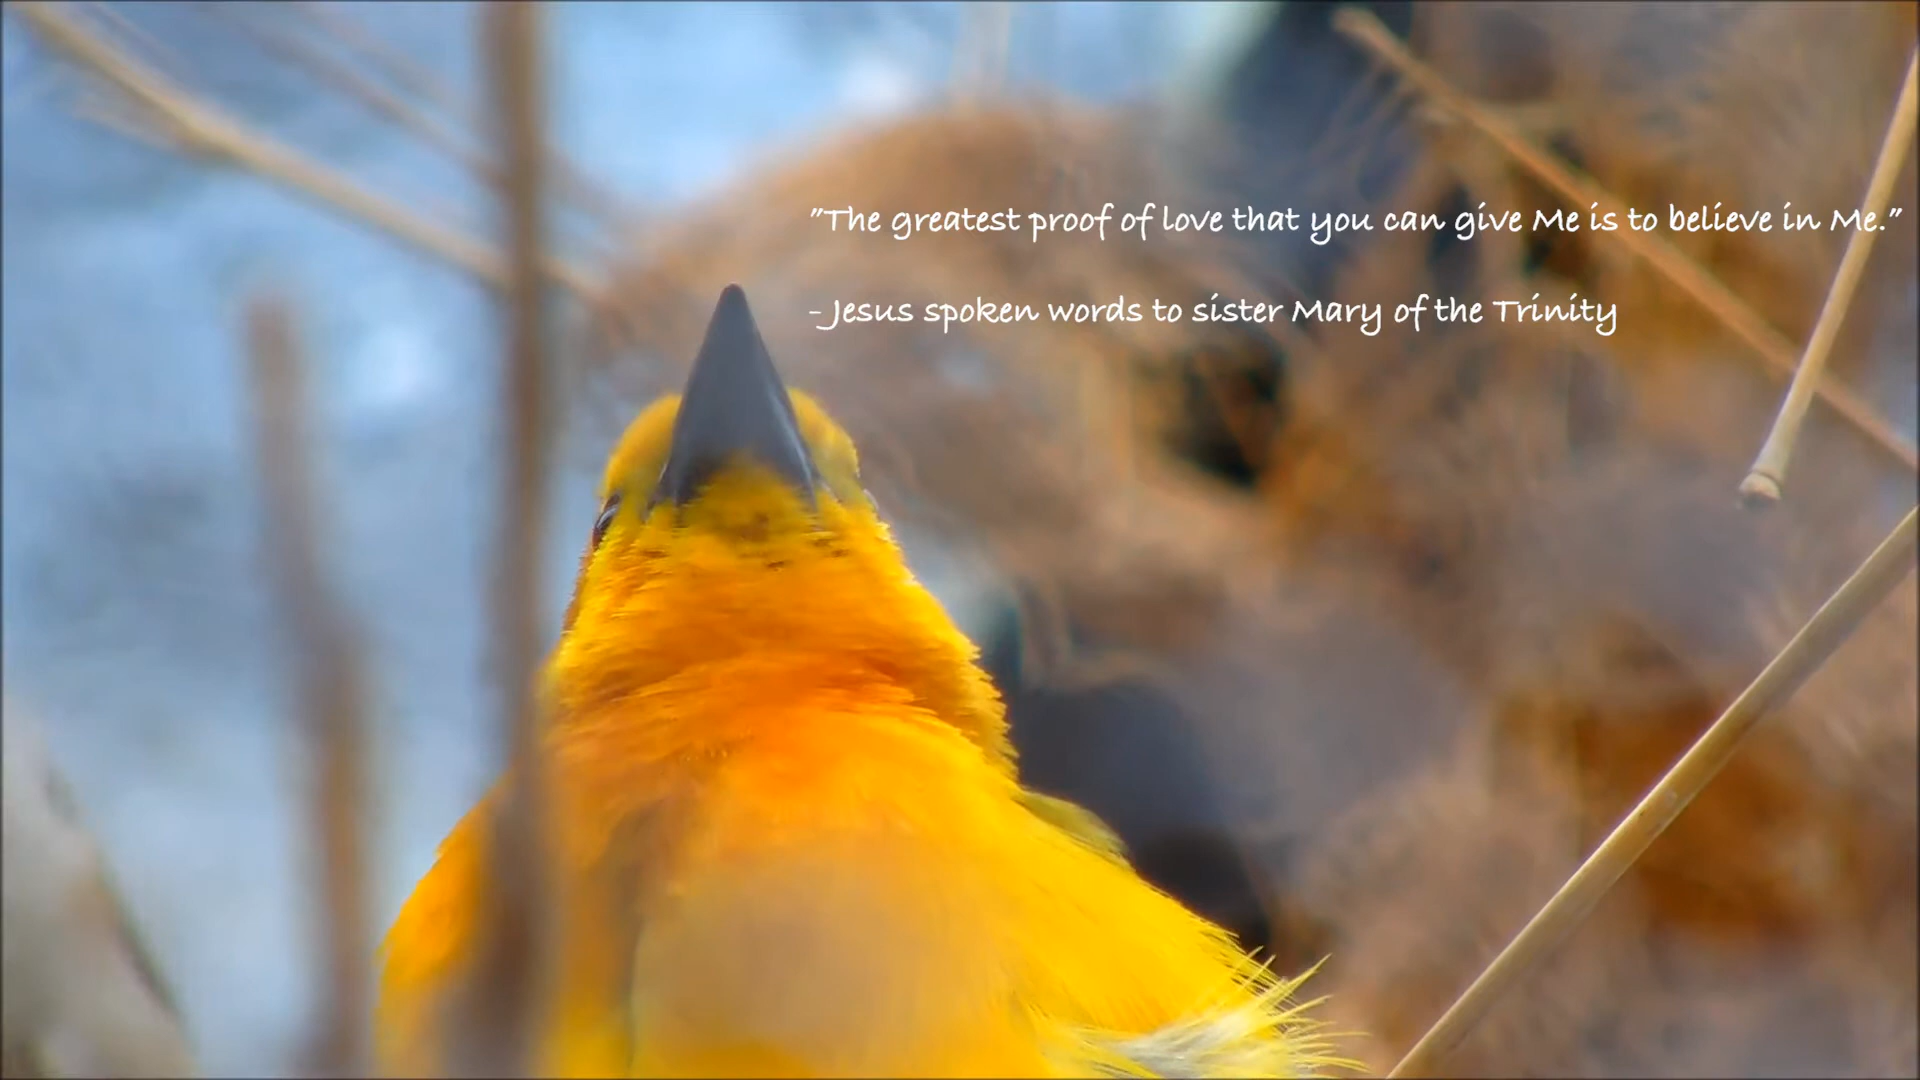 "The greatest proof of love that you can give Me is to believe in Me."
- Jesus spoken words to sister Mary of the Trinity